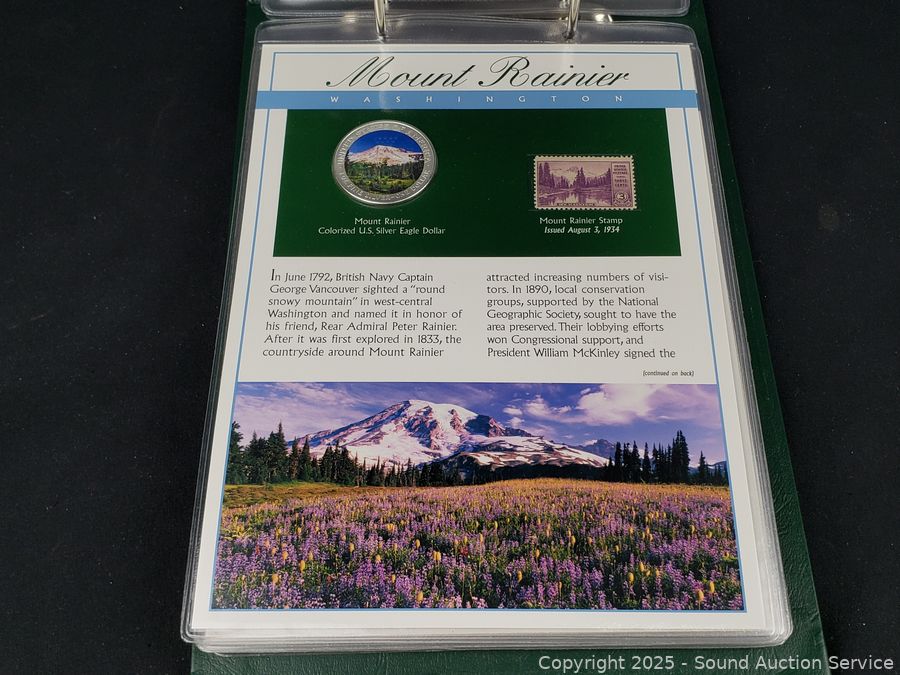 Mount Rainier
WASHINGTON
Mount Rainier
Colorized U.S. Silver Eagle Dollar
Mount Rainier Stamp
Issued August 3, 1934
In June 1792, British Navy Captain
George Vancouver sighted a “round
snowy mountain” in west-central
Washington and named it in honor of
his friend, Rear Admiral Peter Rainier.
After it was first explored in 1833, the
countryside around Mount Rainier
attracted increasing numbers of visi-
tors. In 1890, local conservation
groups, supported by the National
Geographic Society, sought to have the
area preserved. Their lobbying efforts
won Congressional support, and
President William McKinley signed the
(continued on back)
Copyright 2025 - Sound Auction Service